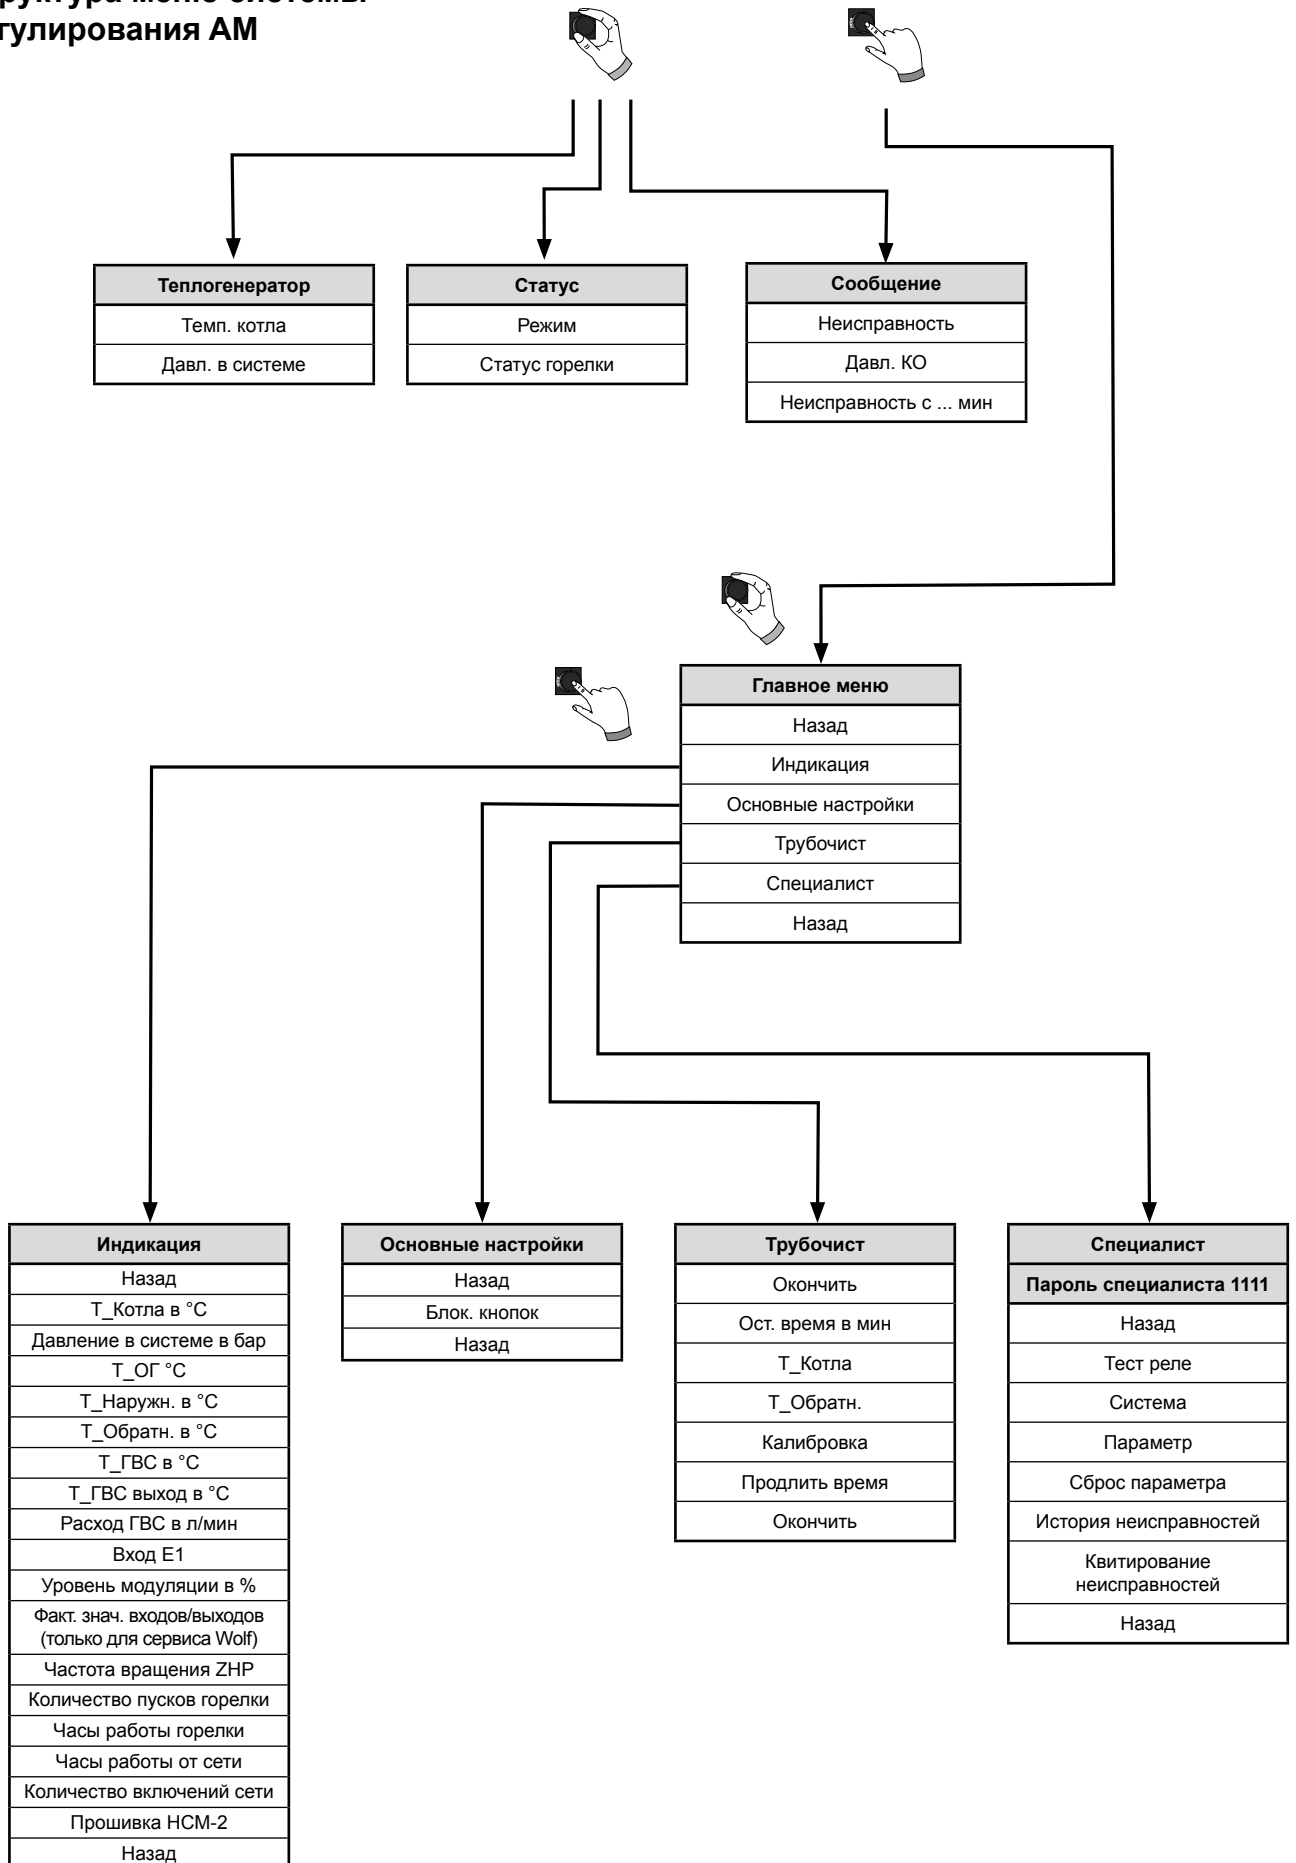 руктура меню системы
гулирования АМ
Теплогенератор
Темп. котла
Давл. в системе
Статус
Режим
Статус горелки
Сообщение
Неисправность
Давл. КО
Неисправность с ... мин
Главное меню
Назад
Индикация
Основные настройки
Трубочист
Специалист
Назад
Индикация
Назад
Т_Котла в °C
Давление в системе в бар
Т_ОГ °C
Т_Наружн. в °C
Т_Обратн. в °C
Т_ГВС в °C
Т_ГВС выход в °C
Расход ГВС в л/мин
Вход E1
Уровень модуляции в %
Факт. знач. входов/выходов
(только для сервиса Wolf)
Частота вращения ZHP
Количество пусков горелки
Часы работы горелки
Часы работы от сети
Количество включений сети
Прошивка HCM-2
Назад
Основные настройки
Назад
Блок. кнопок
Назад
Трубочист
Окончить
Ост. время в мин
Т_Котла
Т_Обратн.
Калибровка
Продлить время
Окончить
Специалист
Пароль специалиста 1111
Назад
Тест реле
Система
Параметр
Сброс параметра
История неисправностей
Квитирование
неисправностей
Назад